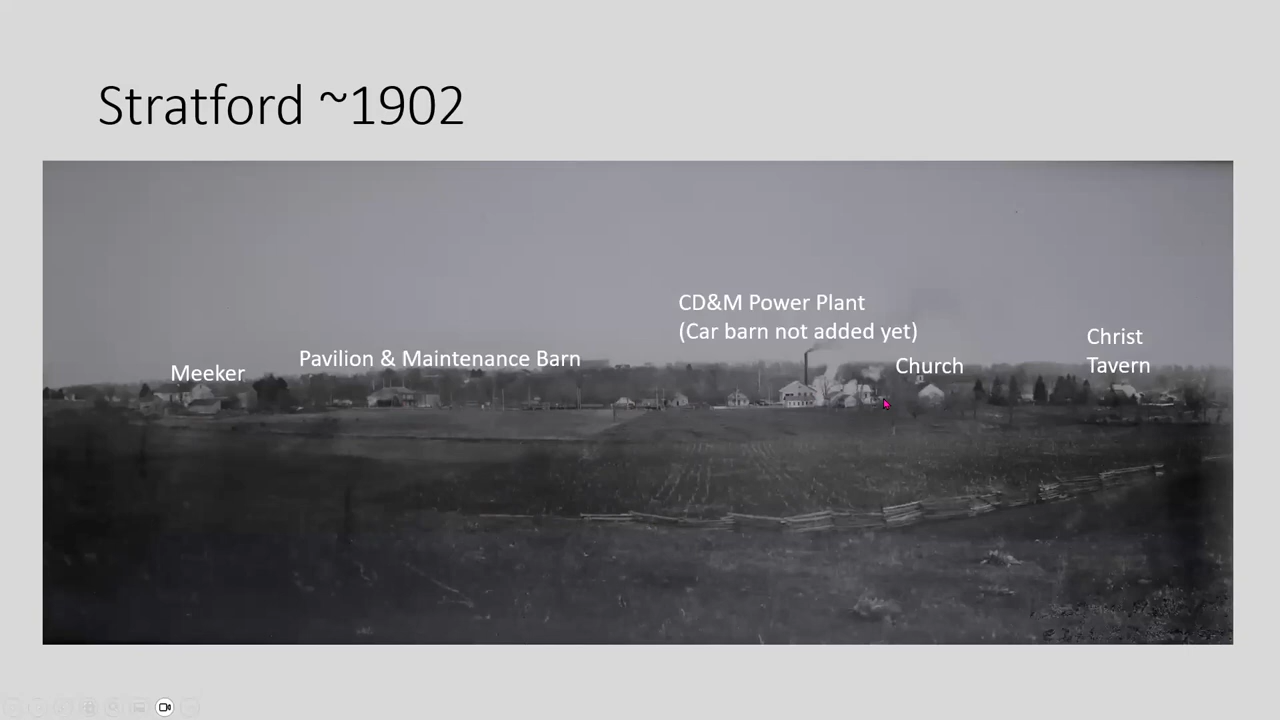 Stratford ~1902
CD&M Power Plant
(Car barn not added yet)
Christ
Tavern
Pavilion & Maintenance Barn
Church
Meeker